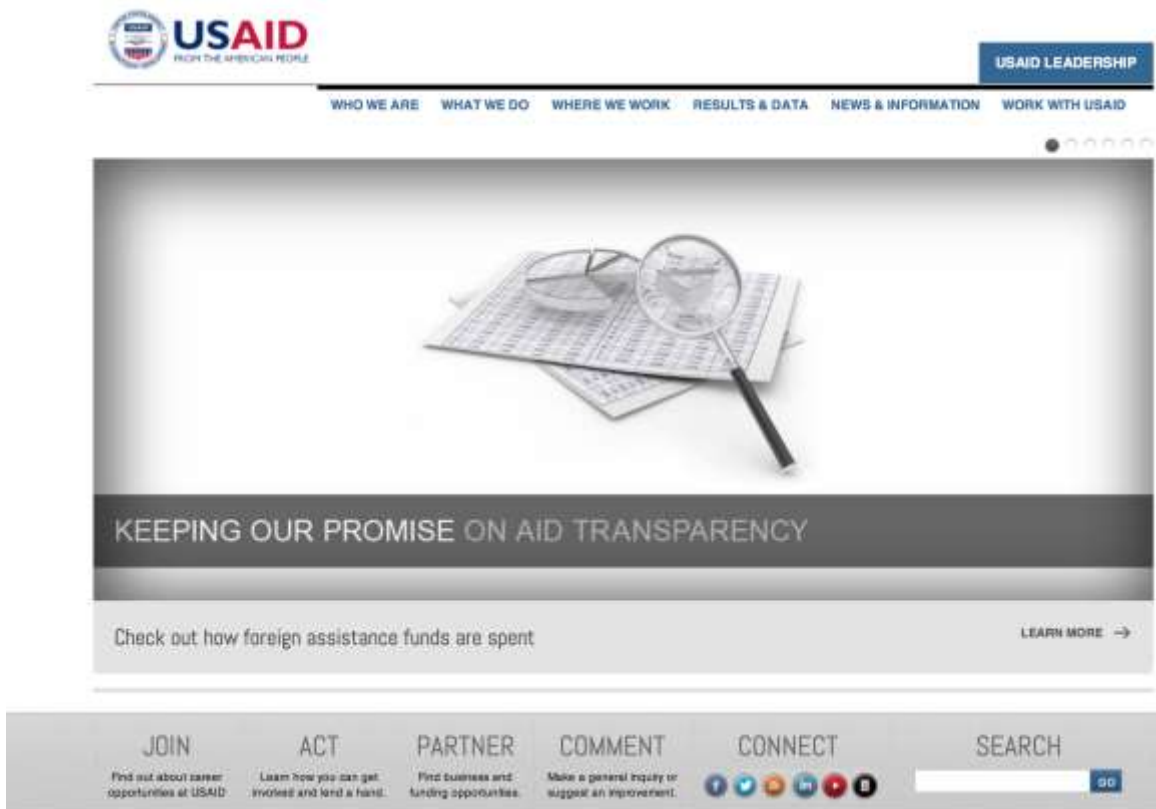 USAID
FROM THE AMERICAN PEOPLE
USAID LEADERSHIP
WHO WE ARE WHAT WE DO WHERE WE WORK RESULTS & DATA NEWS & INFORMATION WORK WITH USAID
KEEPING OUR PROMISE ON AID TRANSPARENCY
Check out how foreign assistance funds are spent
LEARN MORE →
JOIN
Find out about career
opportunities at USAID
ACT
Learn how you can get
involved and lend a hand.
PARTNER
Find business and
funding opportunities.
COMMENT
Make a general inquiry or
suggest an improvement.
CONNECT
SEARCH
GO